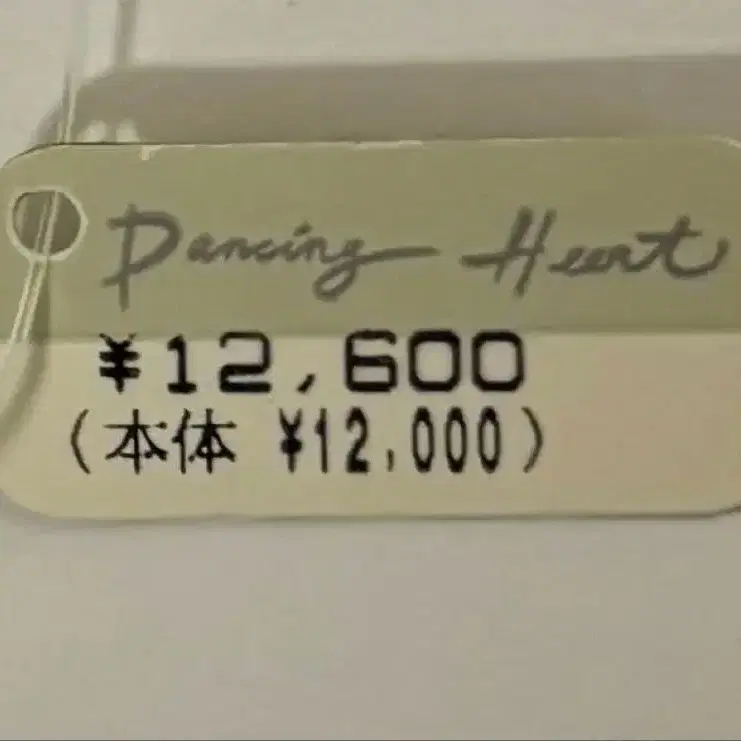 Dancing Heart
¥12,600
(本体 ¥12,000)